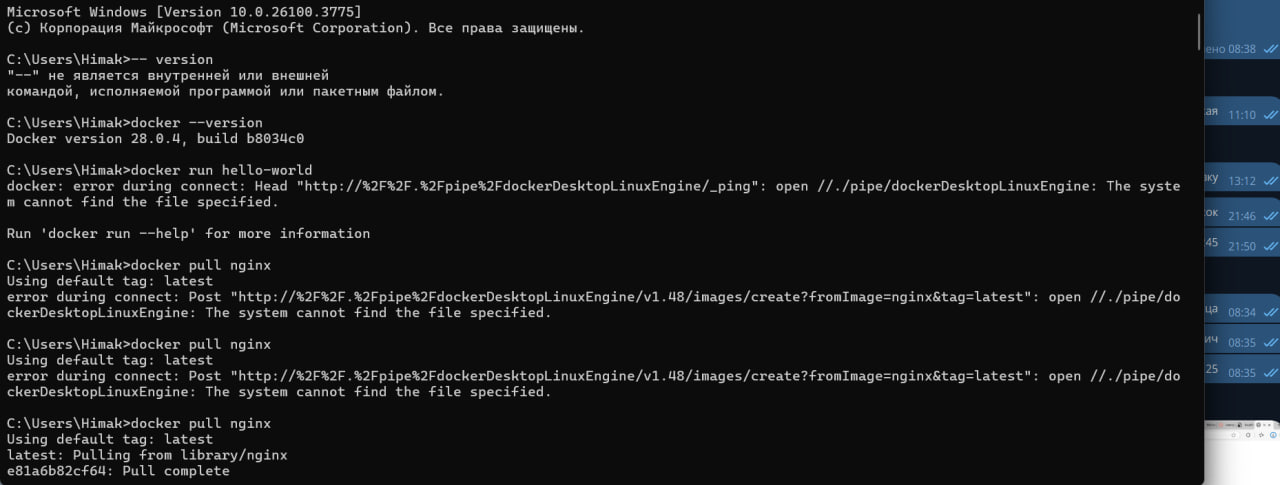 Microsoft Windows [Version 10.0.26100.3775]
(c) Корпорация Майкрософт (Microsoft Corporation). Все права защищены.
C:\Users\Himak>-- version
"--" не является внутренней или внешней
командой, исполняемой программой или пакетным файлом.
C:\Users\Himak>docker --version
Docker version 28.0.4, build b8034c0
C:\Users\Himak>docker run hello-world
docker: error during connect: Head "http://%2F%2F.%2Fpipe%2FdockerDesktopLinuxEngine/_ping": open //./pipe/dockerDesktopLinuxEngine: The syste
m cannot find the file specified.
Run 'docker run --help' for more information
C:\Users\Himak>docker pull nginx
Using default tag: latest
error during connect: Post "http://%2F%2F.%2Fpipe%2FdockerDesktopLinuxEngine/v1.48/images/create?fromImage=nginx&tag=latest": open //./pipe/do
ckerDesktopLinuxEngine: The system cannot find the file specified.
C:\Users\Himak>docker pull nginx
Using default tag: latest
error during connect: Post "http://%2F%2F.%2Fpipe%2FdockerDesktopLinuxEngine/v1.48/images/create?fromImage=nginx&tag=latest": open //./pipe/do
ckerDesktopLinuxEngine: The system cannot find the file specified.
C:\Users\Himak>docker pull nginx
Using default tag: latest
latest: Pulling from library/nginx
e81a6b82cf64: Pull complete
08:38
11:10
13:12
21:46
45 21:50
08:34
08:35
25 08:35